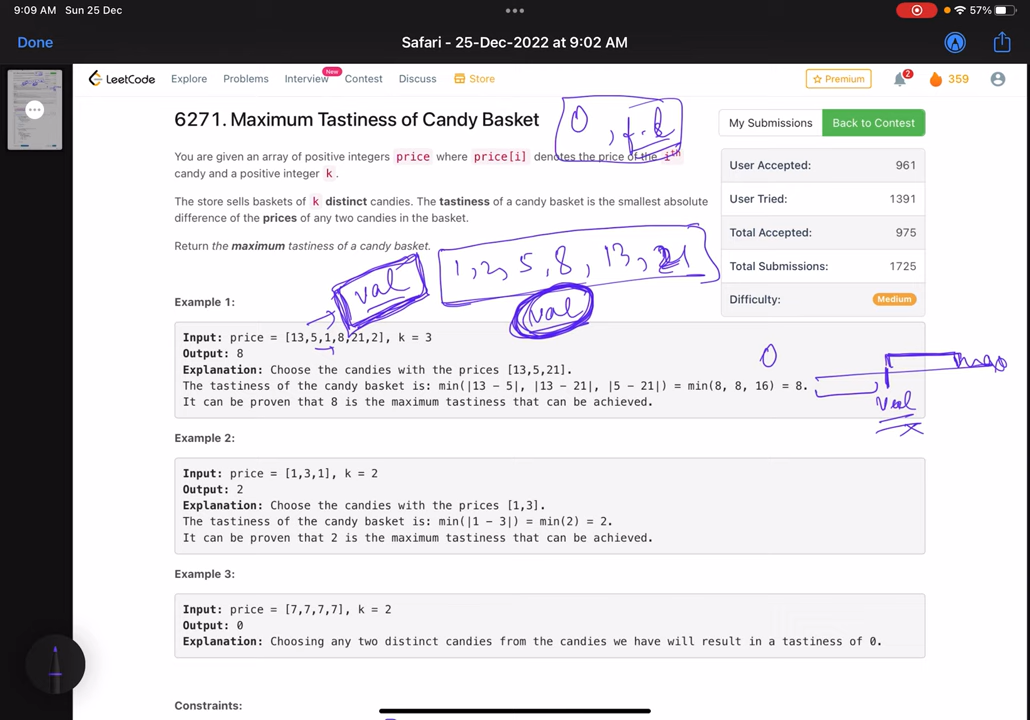 9:09 AM Sun 25 Dec
57%
Done
Safari - 25-Dec-2022 at 9:02 AM
LeetCode Explore Problems Interview New Contest Discuss Store
Premium 2 359
6271. Maximum Tastiness of Candy Basket
0 ,
My Submissions Back to Contest
You are given an array of positive integers price where price[i] denotes the price of the ith
candy and a positive integer k .
The store sells baskets of k distinct candies. The tastiness of a candy basket is the smallest absolute
difference of the prices of any two candies in the basket.
Return the maximum tastiness of a candy basket.
User Accepted: 961
User Tried: 1391
Total Accepted: 975
Total Submissions: 1725
Difficulty: Medium
1, 2, 5, 8, 13, 21
val
val
Example 1:
Input: price = [13,5,1,8,21,2], k = 3
Output: 8
Explanation: Choose the candies with the prices [13,5,21].
The tastiness of the candy basket is: min(|13 - 5|, |13 - 21|, |5 - 21|) = min(8, 8, 16) = 8.
It can be proven that 8 is the maximum tastiness that can be achieved.
0
max
val
Example 2:
Input: price = [1,3,1], k = 2
Output: 2
Explanation: Choose the candies with the prices [1,3].
The tastiness of the candy basket is: min(|1 - 3|) = min(2) = 2.
It can be proven that 2 is the maximum tastiness that can be achieved.
Example 3:
Input: price = [7,7,7,7], k = 2
Output: 0
Explanation: Choosing any two distinct candies from the candies we have will result in a tastiness of 0.
Constraints: